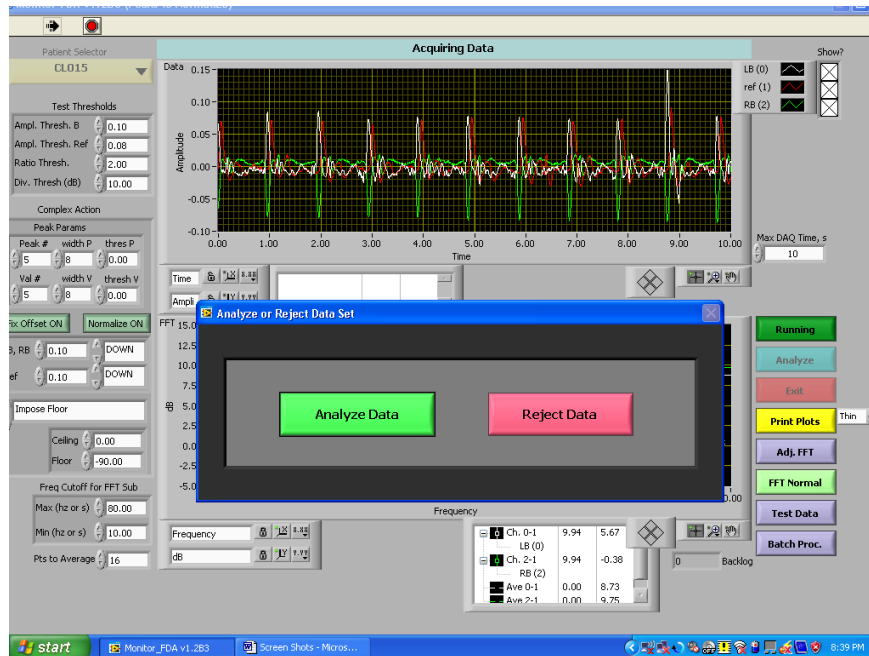 Patient Selector
CL015
Test Thresholds
Ampl. Thresh. B 0.10
Ampl. Thresh. Ref 0.08
Ratio Thresh. 2.00
Div. Thresh (dB) 10.00
Complex Action
Peak Params
Peak # width P thres P
5 8 0.00
Val # width V thresh V
5 8 0.00
Fix Offset ON Normalize ON
B, RB 0.10 DOWN
ef 0.10 DOWN
Impose Floor
Ceiling 0.00
Floor -90.00
Freq Cutoff for FFT Sub
Max (hz or s) 80.00
Min (hz or s) 10.00
Pts to Average 16
Acquiring Data
Data
0.15
0.10
0.05
0.00
-0.05
-0.10
Amplitude
0.00 1.00 2.00 3.00 4.00 5.00 6.00 7.00 8.00 9.00 10.00
Time
Show?
LB (0)
ref (1)
RB (2)
Max DAQ Time, s
10
Time
Ampli
FFT 15.0
12.5
10.0
7.5
5.0
2.5
0.0
-2.5
-5.0
dB
Analyze or Reject Data Set
Analyze Data Reject Data
Frequency
Frequency
dB
Ch. 0-1 9.94 5.67
LB (0)
Ch. 2-1 9.94 -0.38
RB (2)
Ave 0-1 0.00 8.73
Ave 2-1 0.00 9.75
0 Backlog
Running
Analyze
Exit
Print Plots Thin
Adj. FFT
FFT Normal
Test Data
Batch Proc.
start Monitor_FDA v1.2B3 Screen Shots - Micros... 8:39 PM